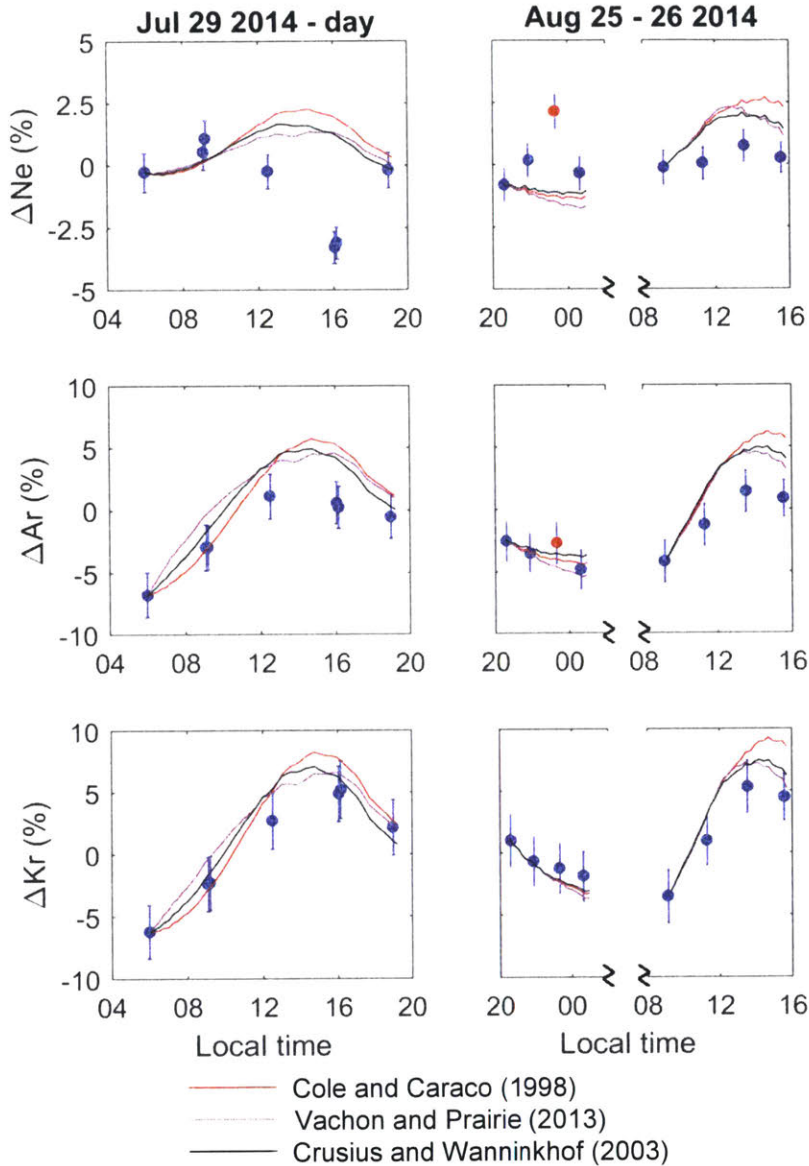 Jul 29 2014 - day
Aug 25 - 26 2014
ΔNe (%)
5
2.5
0
-2.5
-5
04 08 12 16 20
20 00
08 12 16
ΔAr (%)
10
5
0
-5
-10
04 08 12 16 20
20 00
08 12 16
ΔKr (%)
10
5
0
-5
-10
04 08 12 16 20
20 00
08 12 16
Local time
Local time
Cole and Caraco (1998)
Vachon and Prairie (2013)
Crusius and Wanninkhof (2003)